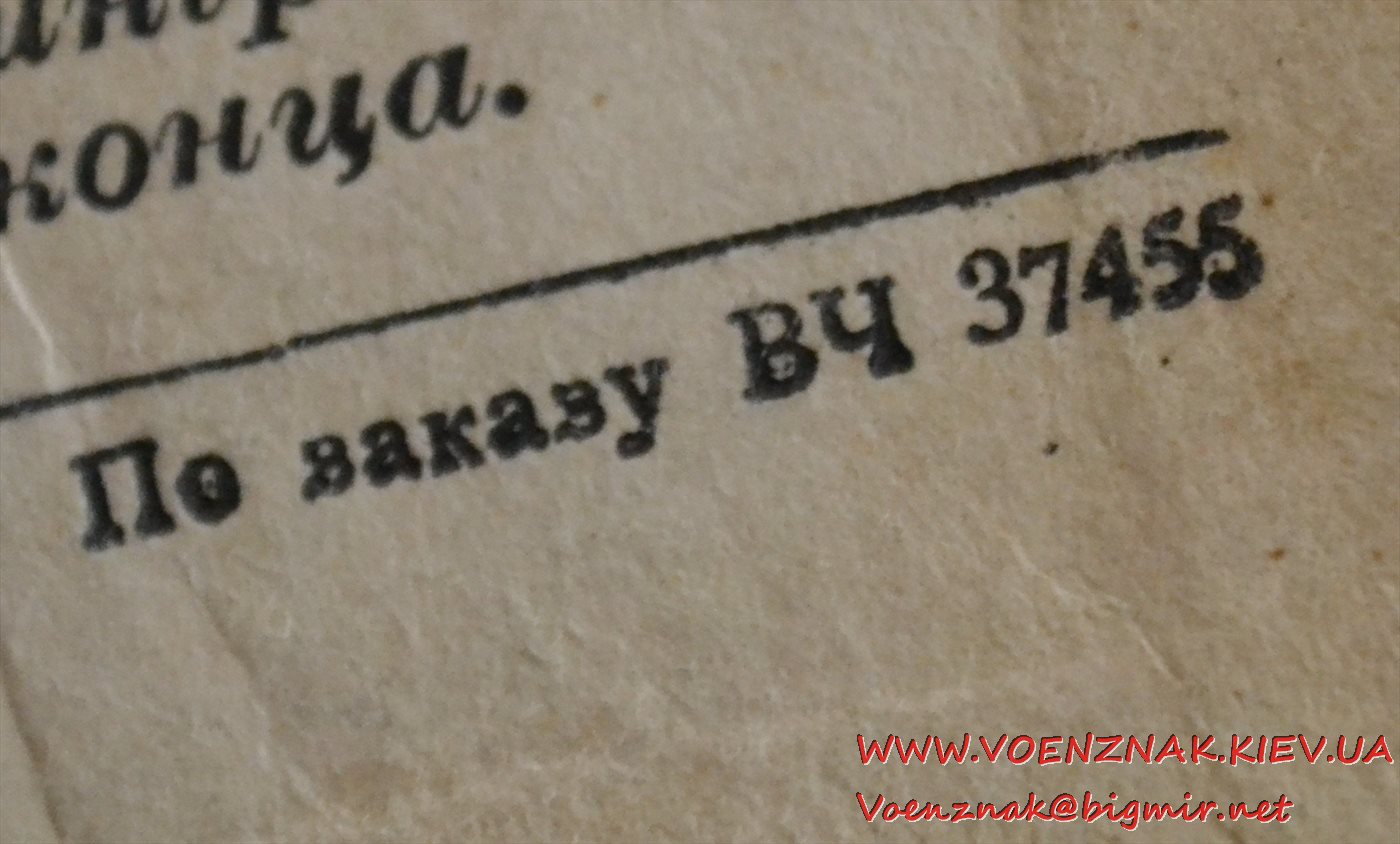 конца.
По заказу ВЧ 37455
WWW.VOENZNAK.KIEV.UA
Voenznak@bigmir.net